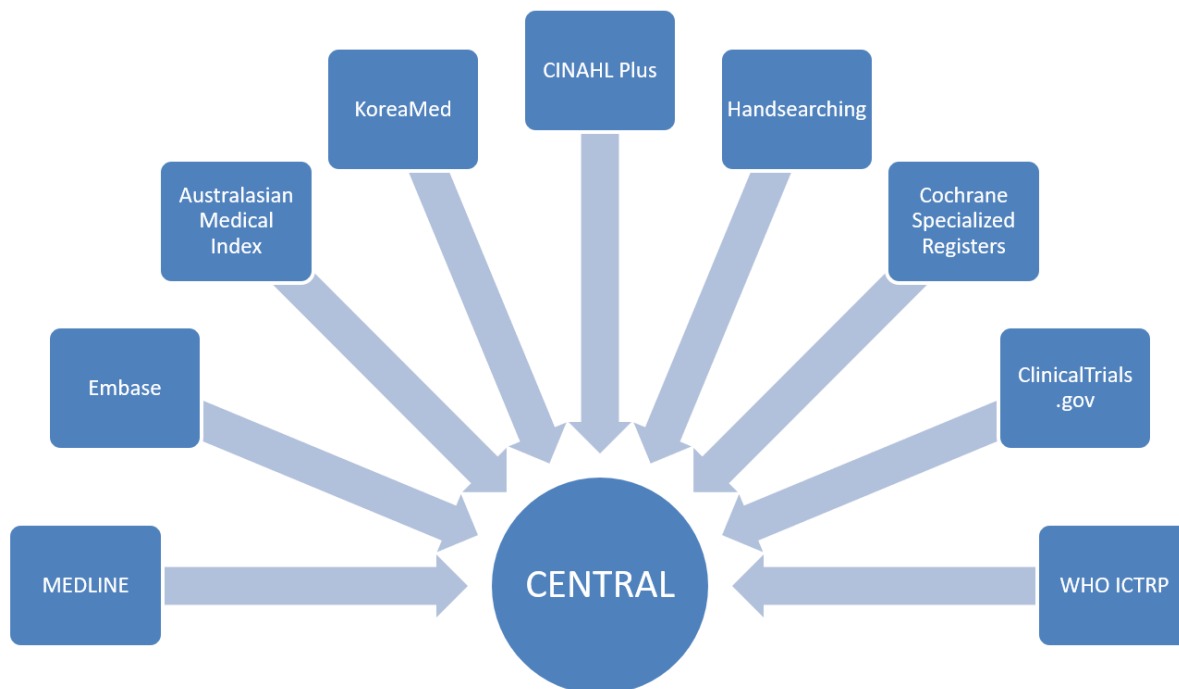 CINAHL Plus
KoreaMed
Handsearching
Australasian
Medical
Index
Cochrane
Specialized
Registers
Embase
ClinicalTrials
.gov
MEDLINE
CENTRAL
WHO ICTRP